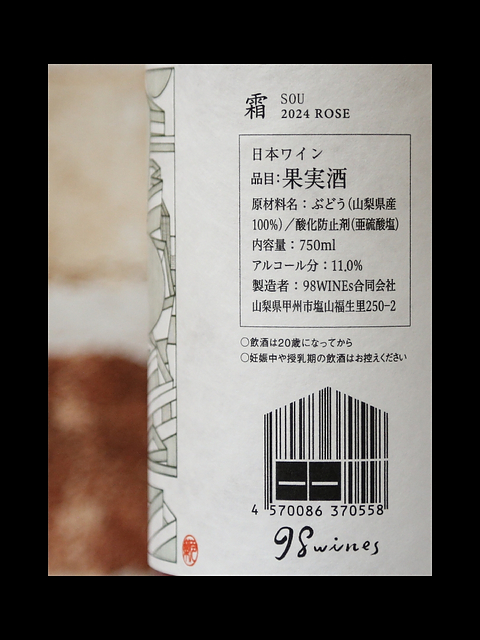 霜 SOU
2024 ROSE
日本ワイン
品目:果実酒
原材料名：ぶどう(山梨県産
100%)／酸化防止剤(亜硫酸塩)
内容量：750ml
アルコール分：11.0%
製造者：98WINEs合同会社
山梨県甲州市塩山福生里250-2
○飲酒は20歳になってから
○妊娠中や授乳期の飲酒はお控えください
4 570086 370558
98wines